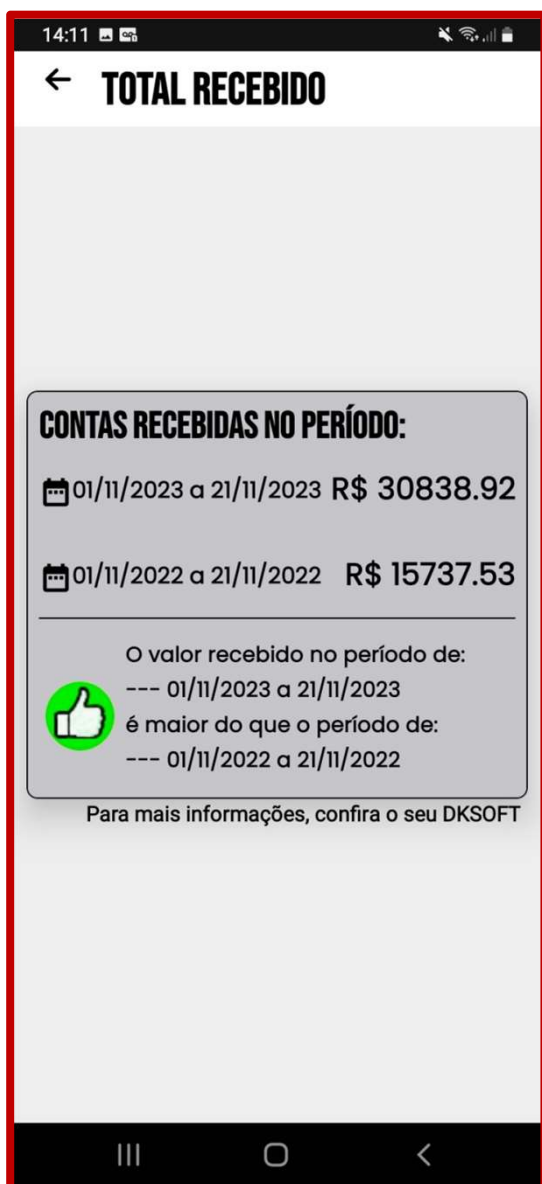 14:11
TOTAL RECEBIDO
CONTAS RECEBIDAS NO PERÍODO:
01/11/2023 a 21/11/2023 R$ 30838.92
01/11/2022 a 21/11/2022 R$ 15737.53
O valor recebido no período de:
--- 01/11/2023 a 21/11/2023
é maior do que o período de:
--- 01/11/2022 a 21/11/2022
Para mais informações, confira o seu DKSOFT